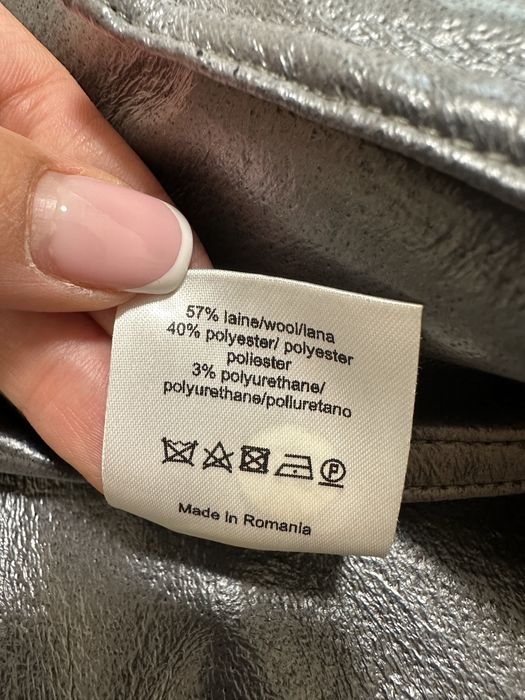 57% laine/wool/lana
40% polyester/ polyester
poliester
3% polyurethane/
polyurethane/poliuretano
P
Made in Romania